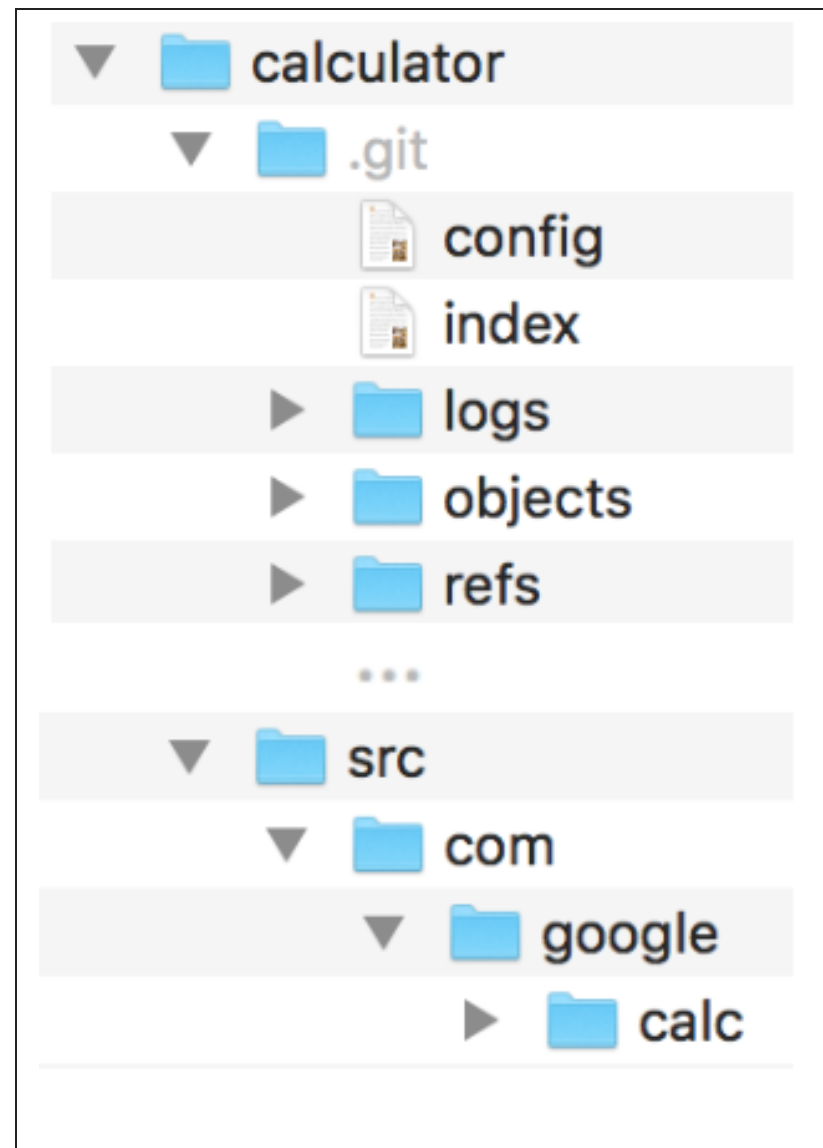 calculator
.git
config
index
logs
objects
refs
...
src
com
google
calc